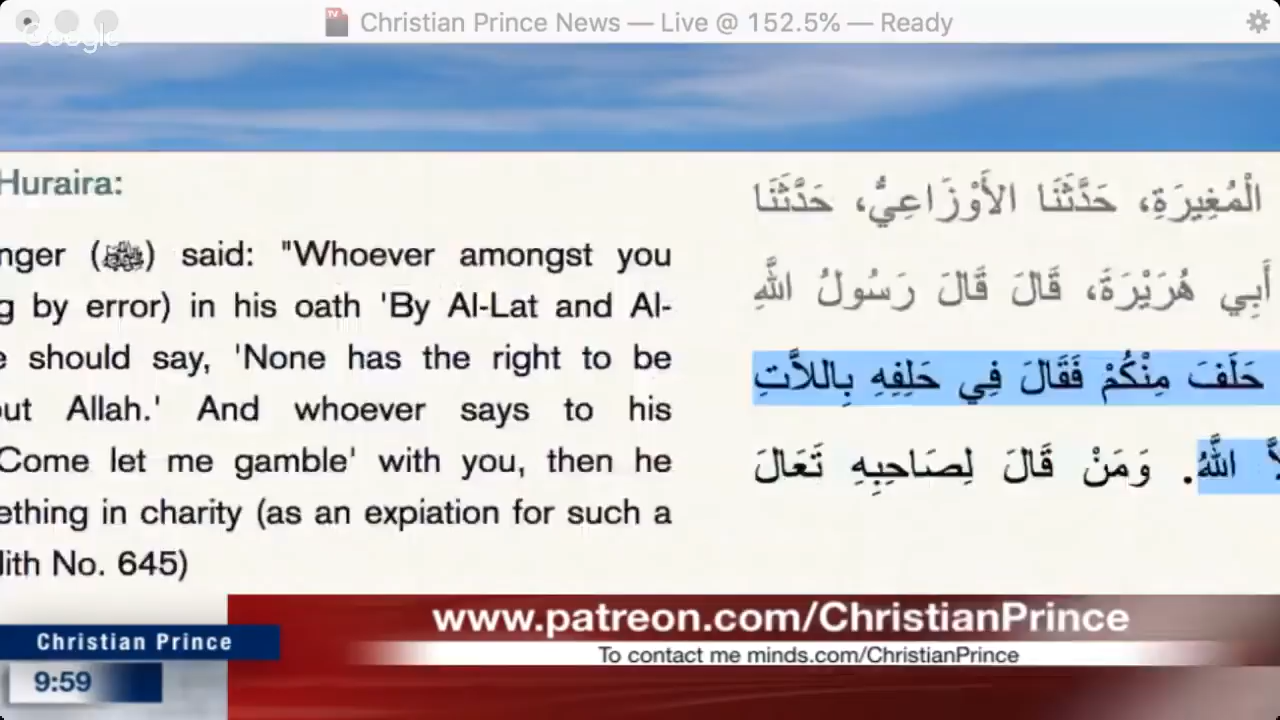 Google
Christian Prince News — Live @ 152.5% — Ready
Huraira:
nger (ﷺ) said: "Whoever amongst you
g by error) in his oath 'By Al-Lat and Al-
e should say, 'None has the right to be
out Allah.' And whoever says to his
Come let me gamble' with you, then he
ething in charity (as an expiation for such a
lith No. 645)
الْمُغِيرَةِ، حَدَّثَنَا الأَوْزَاعِيُّ، حَدَّثَنَا
أَبِي هُرَيْرَةَ، قَالَ قَالَ رَسُولُ اللَّهِ
حَلَفَ مِنْكُمْ فَقَالَ فِي حَلِفِهِ بِاللاَّتِ
اللَّهُ. وَمَنْ قَالَ لِصَاحِبِهِ تَعَالَ
www.patreon.com/ChristianPrince
Christian Prince
To contact me minds.com/ChristianPrince
9:59